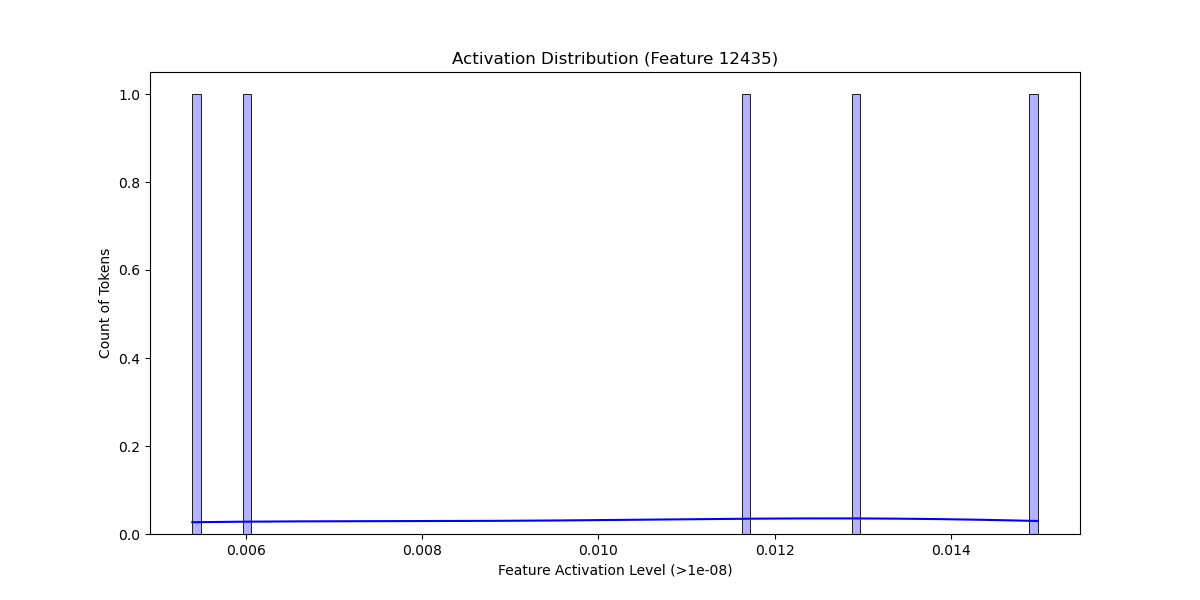 Activation Distribution (Feature 12435)
1.0
0.8
0.6
0.4
0.2
0.0
Count of Tokens
0.006 0.008 0.010 0.012 0.014
Feature Activation Level (>1e-08)